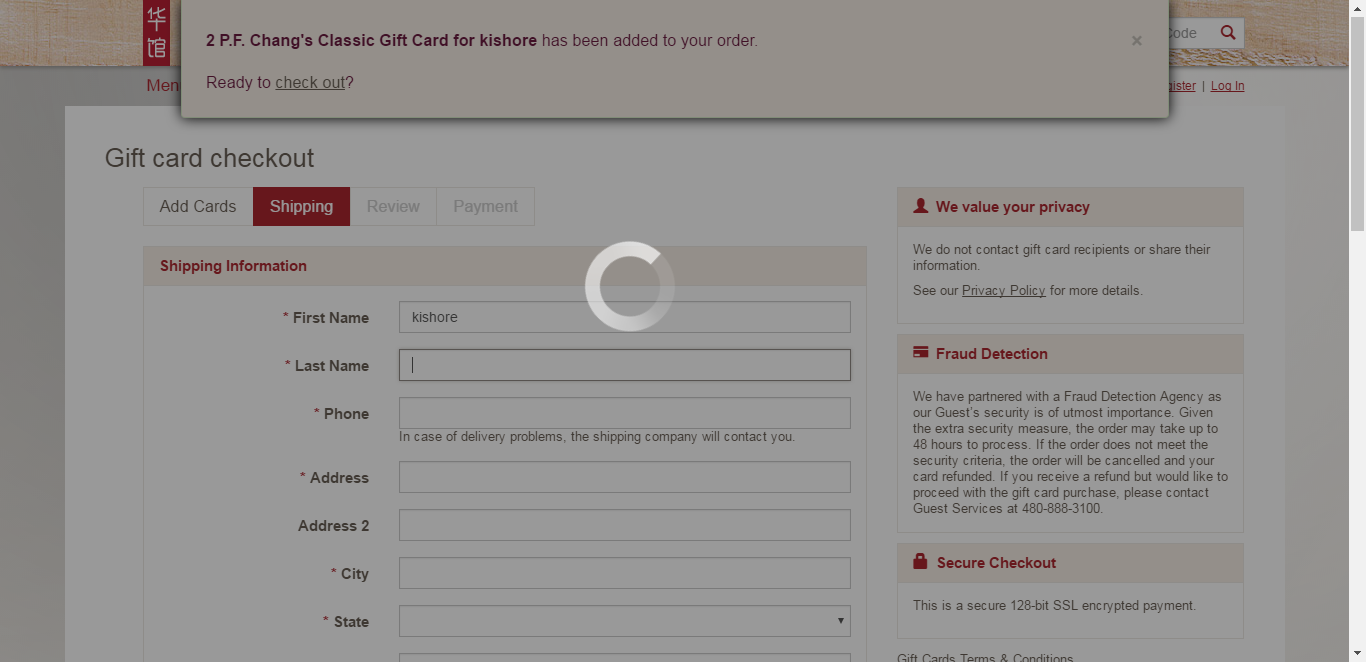 华
馆
2 P.F. Chang's Classic Gift Card for kishore has been added to your order.
×
Ready to check out?
Log In
Gift card checkout
Add Cards
Shipping
Review
Payment
Shipping Information
* First Name
kishore
* Last Name
* Phone
In case of delivery problems, the shipping company will contact you.
* Address
Address 2
* City
* State
We value your privacy
We do not contact gift card recipients or share their
information.
See our Privacy Policy for more details.
Fraud Detection
We have partnered with a Fraud Detection Agency as
our Guest's security is of utmost importance. Given
the extra security measure, the order may take up to
48 hours to process. If the order does not meet the
security criteria, the order will be cancelled and your
card refunded. If you receive a refund but would like to
proceed with the gift card purchase, please contact
Guest Services at 480-888-3100.
Secure Checkout
This is a secure 128-bit SSL encrypted payment.
Gift Cards Terms & Conditions